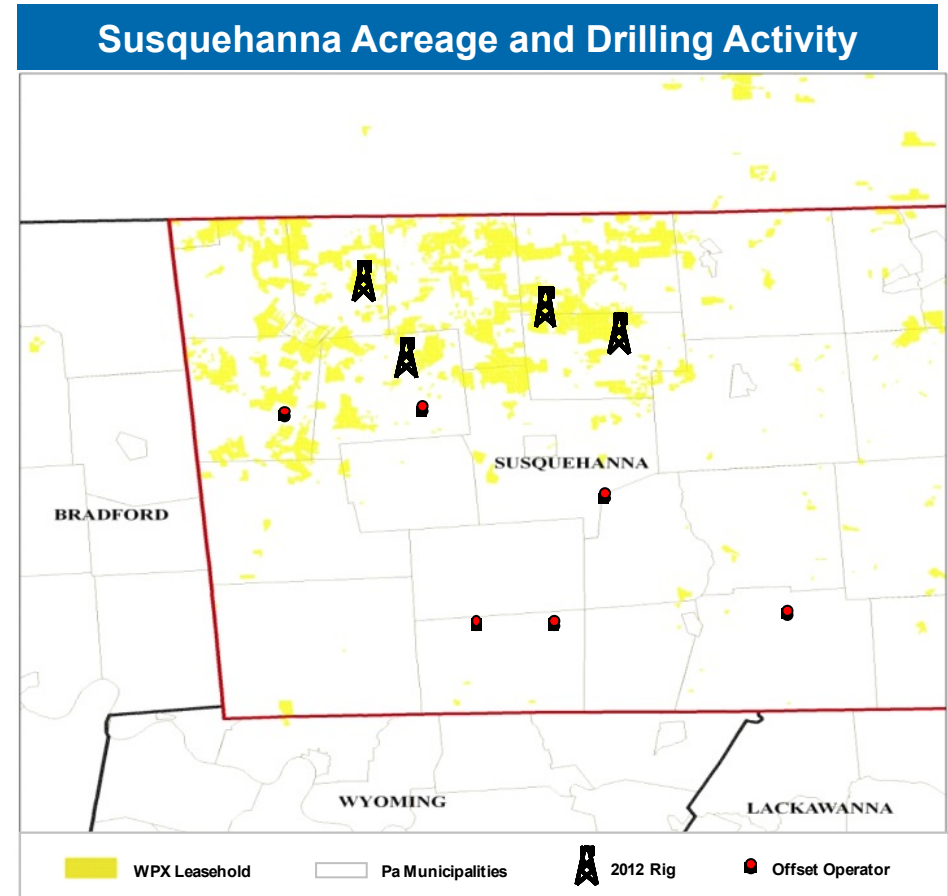 Susquehanna Acreage and Drilling Activity
SUSQUEHANNA
BRADFORD
WYOMING
LACKAWANNA
WPX Leasehold
Pa Municipalities
2012 Rig
Offset Operator